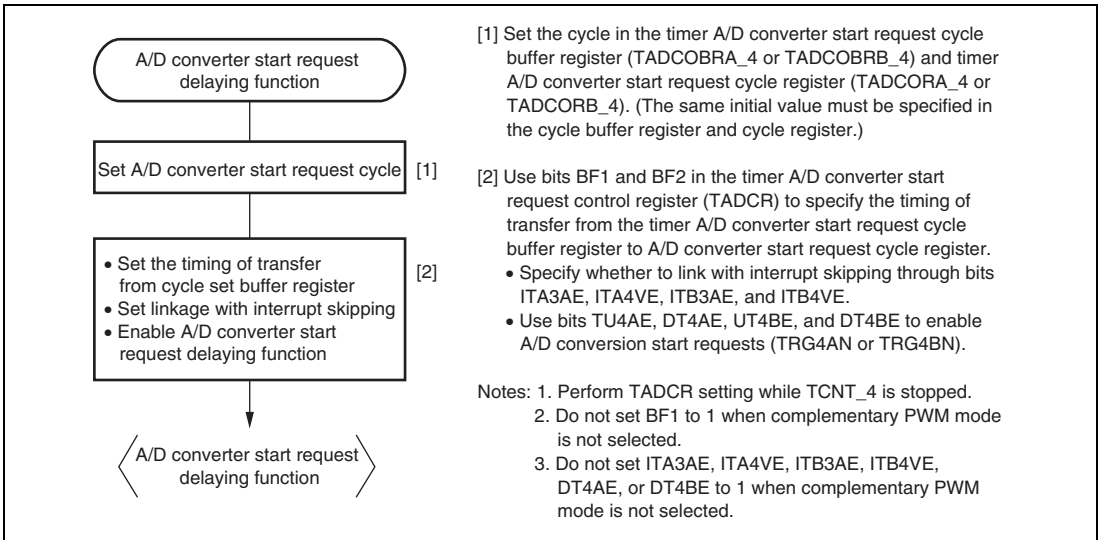 A/D converter start request
delaying function
Set A/D converter start request cycle
[1]
• Set the timing of transfer
from cycle set buffer register
• Set linkage with interrupt skipping
• Enable A/D converter start
request delaying function
[2]
A/D converter start request
delaying function
[1] Set the cycle in the timer A/D converter start request cycle
buffer register (TADCOBRA_4 or TADCOBRB_4) and timer
A/D converter start request cycle register (TADCORA_4 or
TADCORB_4). (The same initial value must be specified in
the cycle buffer register and cycle register.)
[2] Use bits BF1 and BF2 in the timer A/D converter start
request control register (TADCR) to specify the timing of
transfer from the timer A/D converter start request cycle
buffer register to A/D converter start request cycle register.
• Specify whether to link with interrupt skipping through bits
ITA3AE, ITA4VE, ITB3AE, and ITB4VE.
• Use bits TU4AE, DT4AE, UT4BE, and DT4BE to enable
A/D conversion start requests (TRG4AN or TRG4BN).
Notes: 1. Perform TADCR setting while TCNT_4 is stopped.
2. Do not set BF1 to 1 when complementary PWM mode
is not selected.
3. Do not set ITA3AE, ITA4VE, ITB3AE, ITB4VE,
DT4AE, or DT4BE to 1 when complementary PWM
mode is not selected.